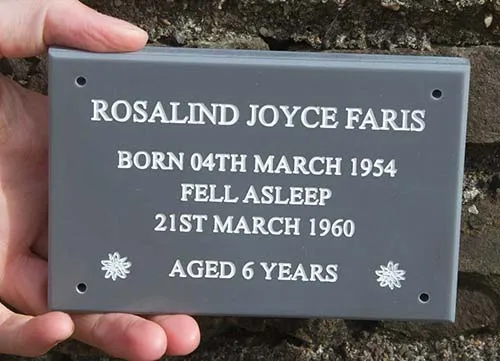 ROSALIND JOYCE FARIS
BORN 04TH MARCH 1954
FELL ASLEEP
21ST MARCH 1960
AGED 6 YEARS